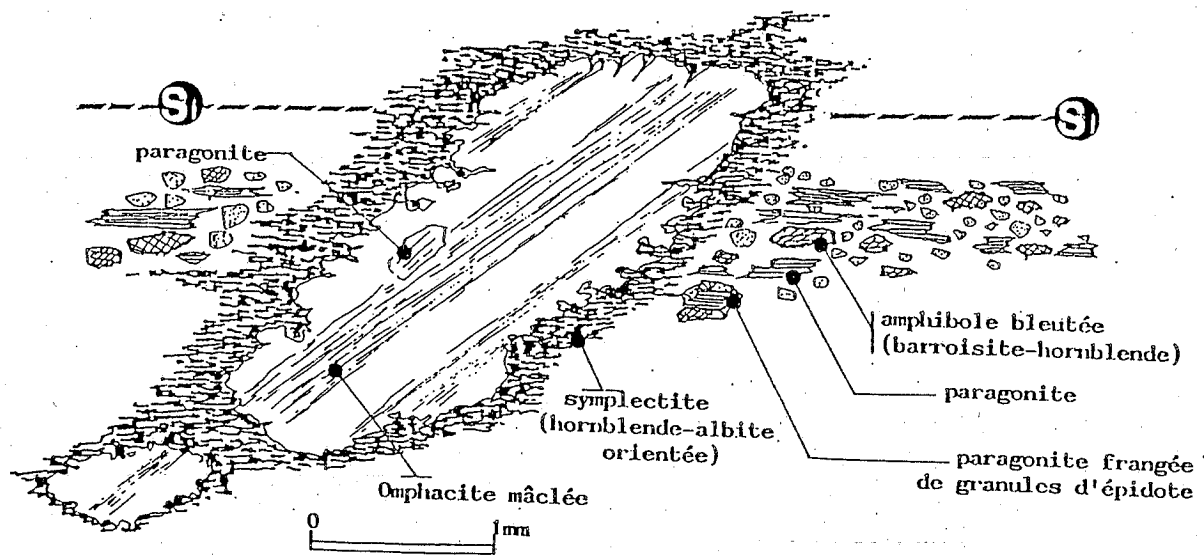 S
S
paragonite
amphibole bleutée
(barroisite-hornblende)
paragonite
symplectite
(hornblende-albite
orientée)
paragonite frangée
de granules d'épidote
Omphacite mâclée
0
1mm